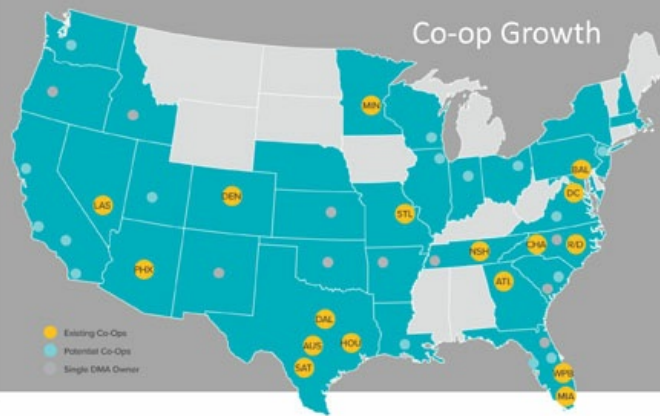 Co-op Growth
MIN
BAL
DC
DEN
LAS
STL
NSH
CHA
R/D
PHX
ATL
DAL
AUS
HOU
SAT
WPB
MIA
Existing Co-Ops
Potential Co-Ops
Single DMA Owner